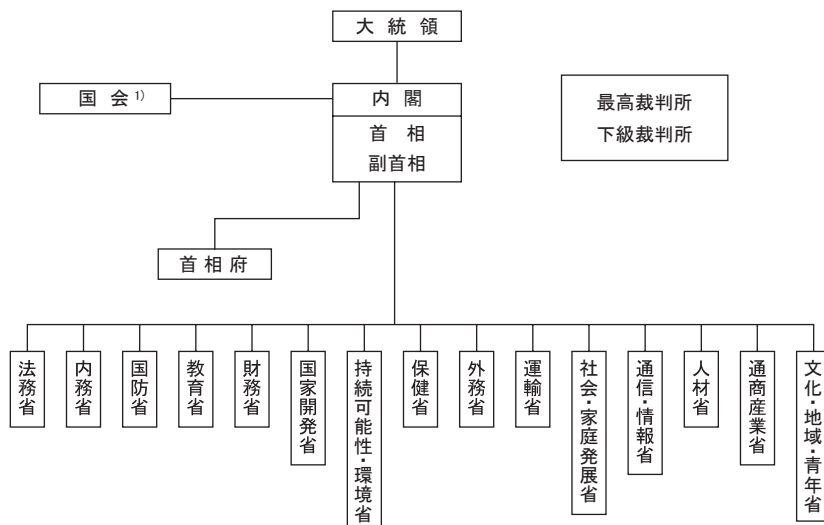 大統領
国会1)
内閣
首相
副首相
最高裁判所
下級裁判所
首相府
法務省
内務省
国防省
教育省
財務省
国家開発省
持続可能性・環境省
保健省
外務省
運輸省
社会・家庭発展省
通信・情報省
人材省
通商産業省
文化・地域・青年省